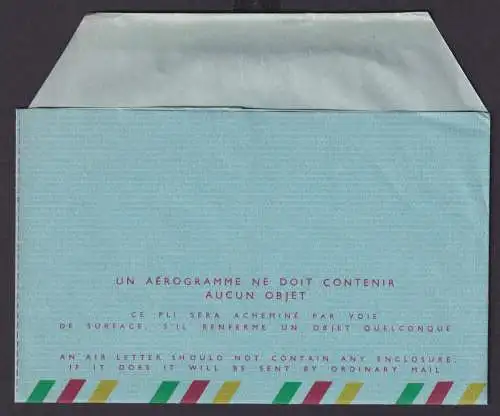 UN AÉROGRAMME NE DOIT CONTENIR
AUCUN OBJET
CE PLI SERA ACHEMINÉ PAR VOIE
DE SURFACE, S'IL RENFERME UN OBJET QUELCONQUE
AN AIR LETTER SHOULD NOT CONTAIN ANY ENCLOSURE;
IF IT DOES IT WILL BE SENT BY ORDINARY MAIL